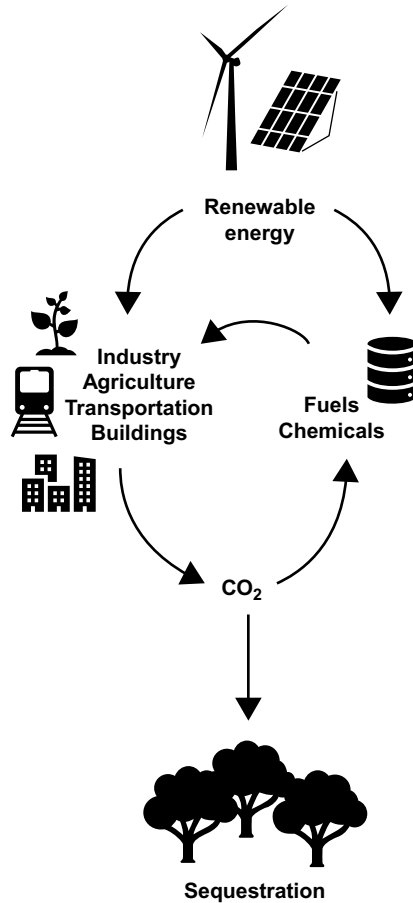 Renewable
energy
Industry
Agriculture
Transportation
Buildings
Fuels
Chemicals
CO₂
Sequestration